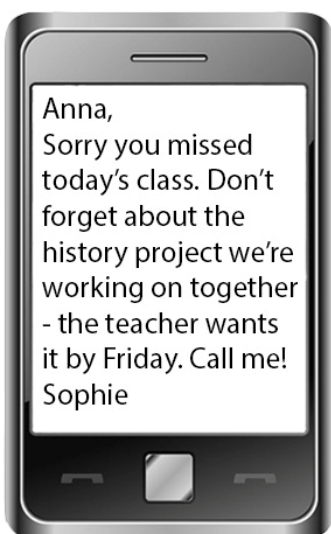 Anna,
Sorry you missed
today’s class. Don’t
forget about the
history project we’re
working on together
- the teacher wants
it by Friday. Call me!
Sophie